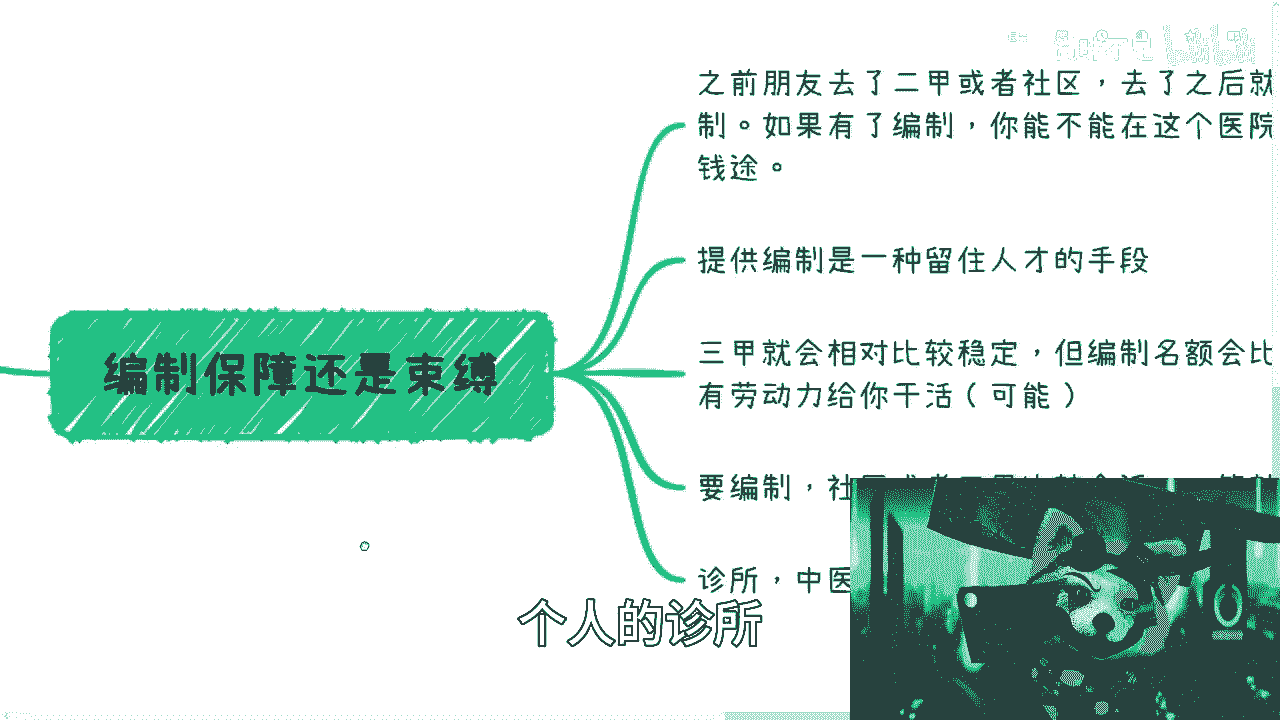 之前朋友去了二甲或者社区，去了之后就
制。如果有了编制，你能不能在这个医院
钱途。
提供编制是一种留住人才的手段
编制保障还是束缚
三甲就会相对比较稳定，但编制名额会比
有劳动力给你干活（可能）
要编制，社
诊所，中医
个人的诊所